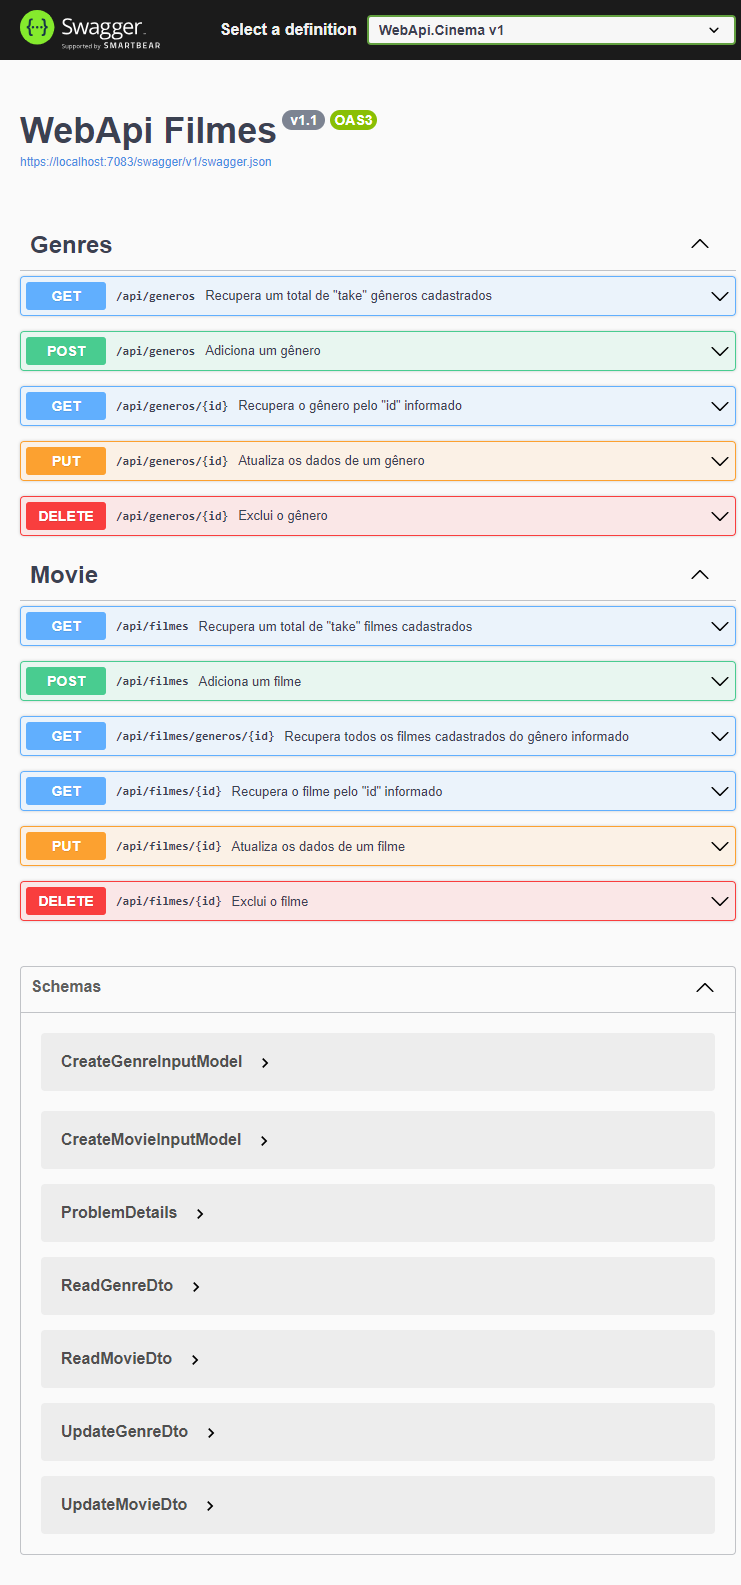 Swagger.
Supported by SMARTBEAR
Select a definition
WebApi.Cinema v1
WebApi Filmes v1.1 OAS3
https://localhost:7083/swagger/v1/swagger.json
Genres
GET /api/generos Recupera um total de "take" gêneros cadastrados
POST /api/generos Adiciona um gênero
GET /api/generos/{id} Recupera o gênero pelo "id" informado
PUT /api/generos/{id} Atualiza os dados de um gênero
DELETE /api/generos/{id} Exclui o gênero
Movie
GET /api/filmes Recupera um total de "take" filmes cadastrados
POST /api/filmes Adiciona um filme
GET /api/filmes/generos/{id} Recupera todos os filmes cadastrados do gênero informado
GET /api/filmes/{id} Recupera o filme pelo "id" informado
PUT /api/filmes/{id} Atualiza os dados de um filme
DELETE /api/filmes/{id} Exclui o filme
Schemas
CreateGenreInputModel
CreateMovieInputModel
ProblemDetails
ReadGenreDto
ReadMovieDto
UpdateGenreDto
UpdateMovieDto